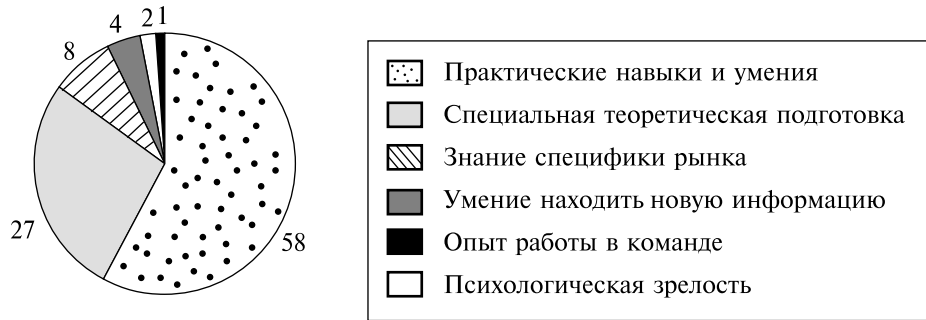 2 1
4
8
27
58
Практические навыки и умения
Специальная теоретическая подготовка
Знание специфики рынка
Умение находить новую информацию
Опыт работы в команде
Психологическая зрелость